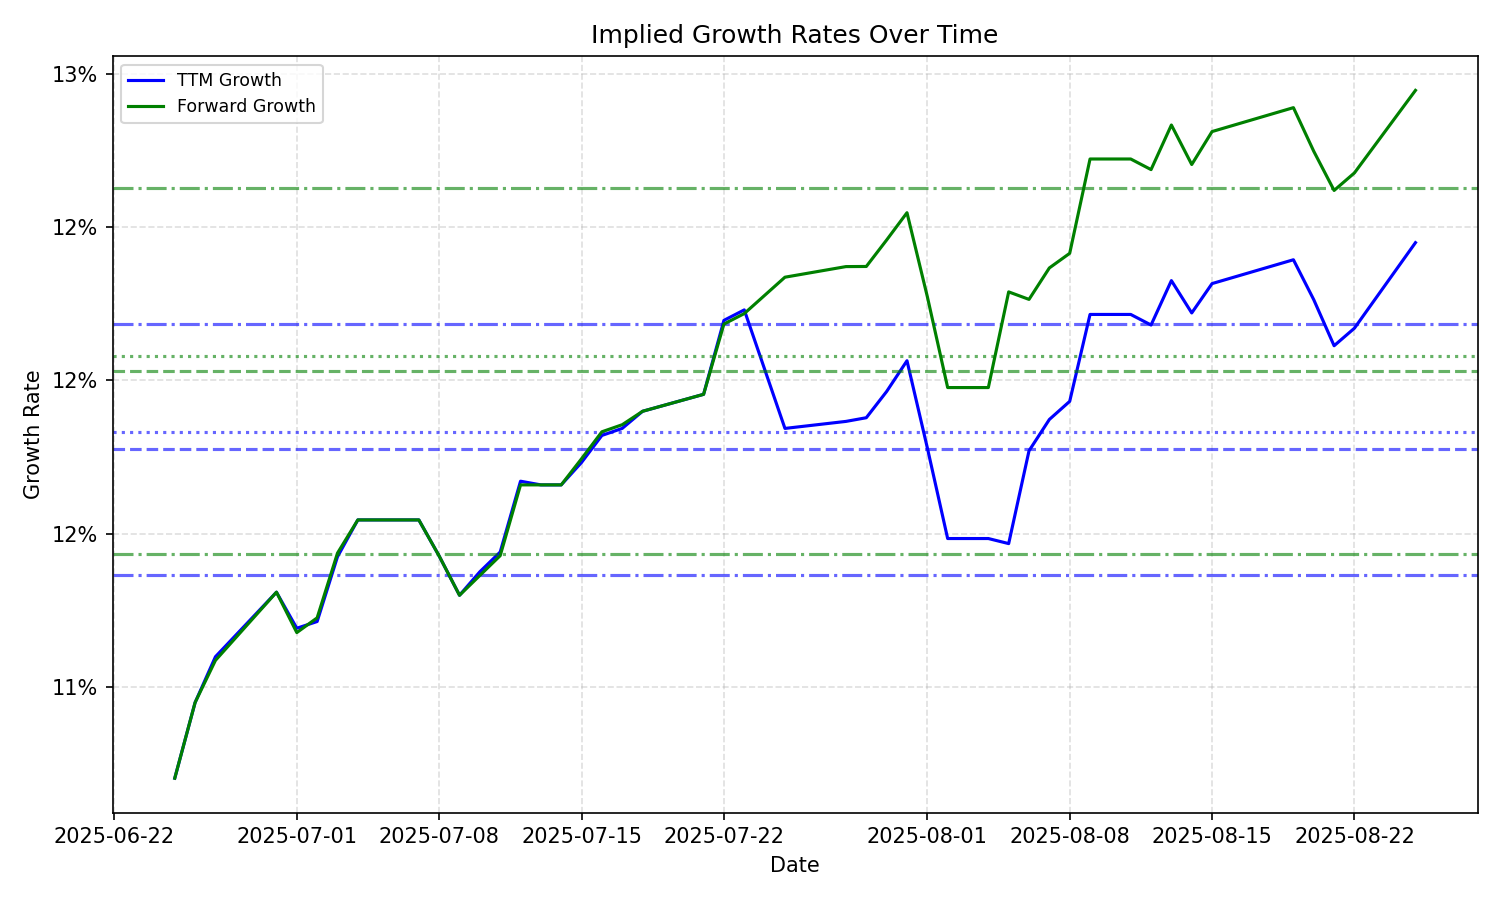 Implied Growth Rates Over Time
TTM Growth
Forward Growth
13%
12%
12%
12%
11%
Growth Rate
2025-06-22
2025-07-01
2025-07-08
2025-07-15
2025-07-22
2025-08-01
2025-08-08
2025-08-15
2025-08-22
Date